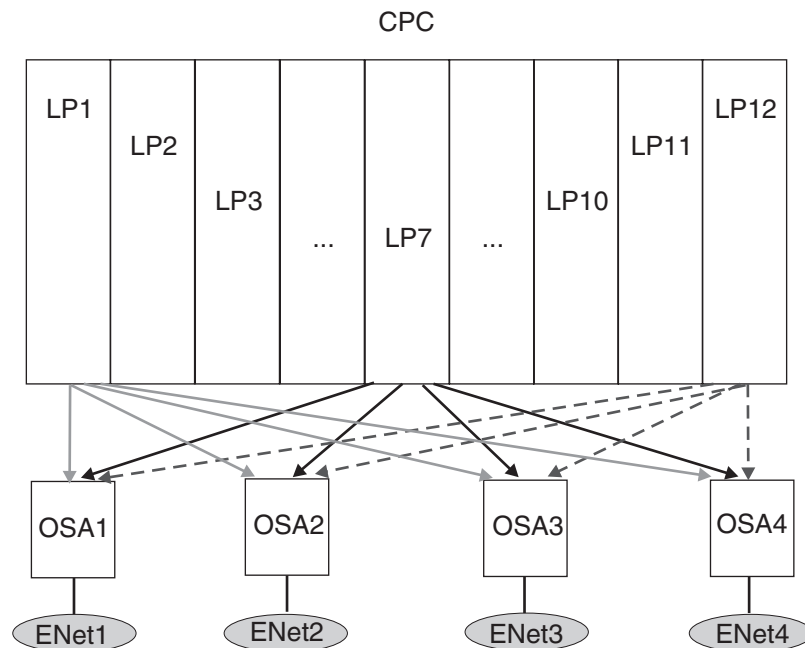 CPC
LP1
LP2
LP3
...
LP7
...
LP10
LP11
LP12
OSA1
OSA2
OSA3
OSA4
ENet1
ENet2
ENet3
ENet4